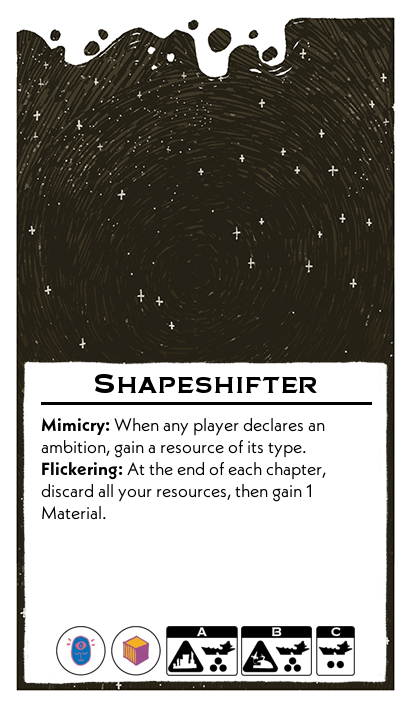 SHAPESHIFTER
Mimicry: When any player declares an
ambition, gain a resource of its type.
Flickering: At the end of each chapter,
discard all your resources, then gain 1
Material.
A B C